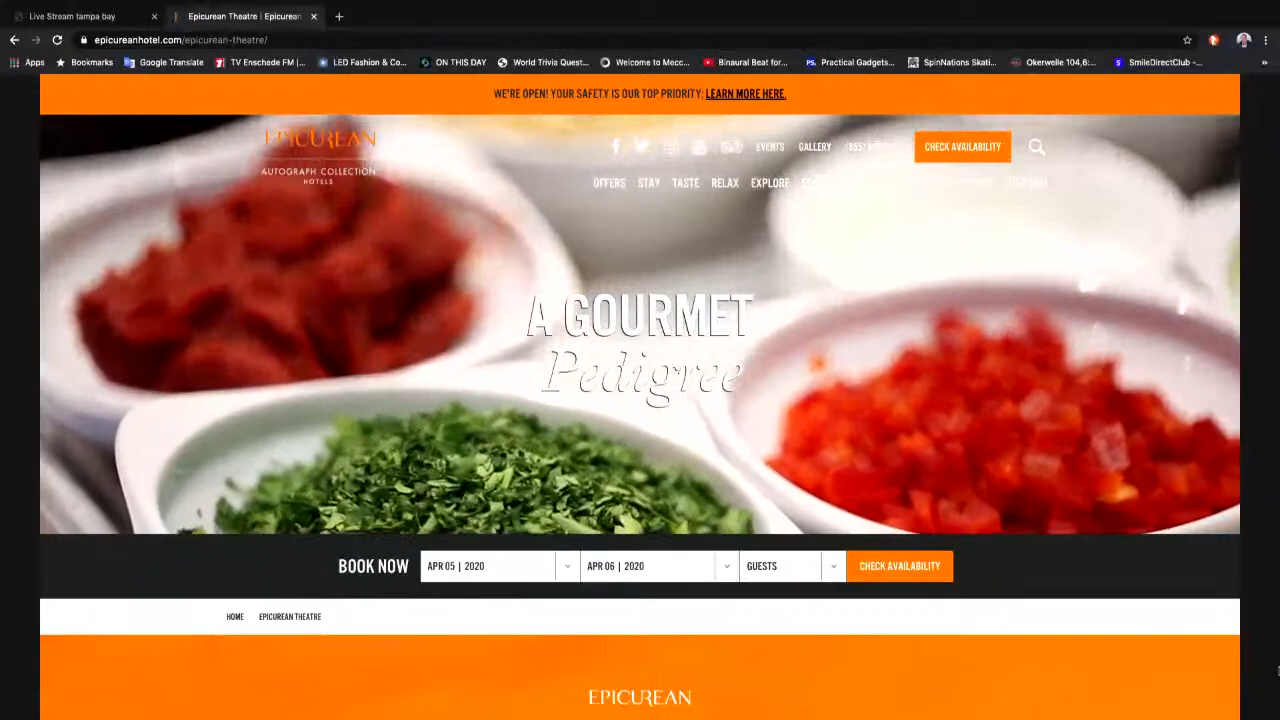 Live Stream tampa bay
Epicurean Theatre | Epicurean
epicureanhotel.com/epicurean-theatre/
Apps
Bookmarks
Google Translate
TV Enschede FM |...
LED Fashion & Co...
ON THIS DAY
World Trivia Quest...
Welcome to Mecc...
Binaural Beat for...
Practical Gadgets...
SpinNations Skati...
Okerwelle 104,6:...
SmileDirectClub -...
WE'RE OPEN! YOUR SAFETY IS OUR TOP PRIORITY; LEARN MORE HERE.
EPICUREAN
AUTOGRAPH COLLECTION
HOTELS
EVENTS
GALLERY
CHECK AVAILABILITY
OFFERS
STAY
TASTE
RELAX
EXPLORE
A GOURMET
Pedigree
BOOK NOW
APR 05 | 2020
APR 06 | 2020
GUESTS
CHECK AVAILABILITY
HOME
EPICUREAN THEATRE
EPICUREAN